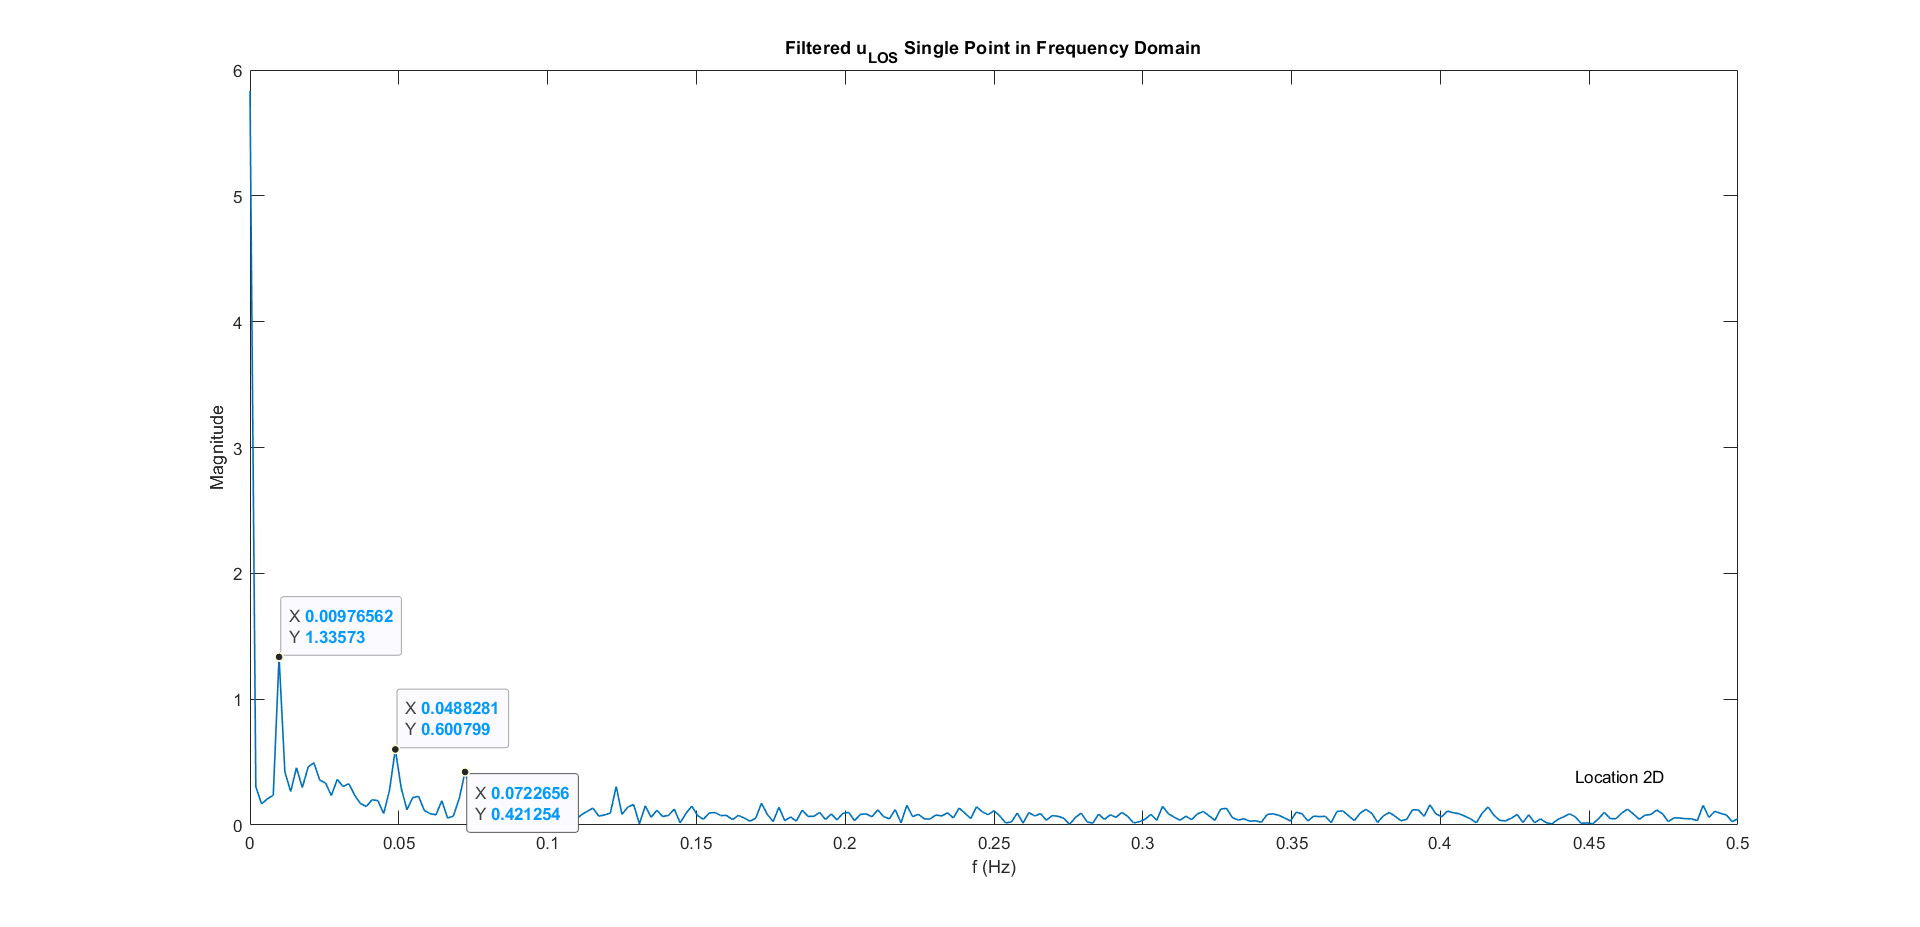 Filtered u_LOS Single Point in Frequency Domain
6
5
4
3
2
1
0
Magnitude
X 0.00976562
Y 1.33573
X 0.0488281
Y 0.600799
X 0.0722656
Y 0.421254
Location 2D
0 0.05 0.1 0.15 0.2 0.25 0.3 0.35 0.4 0.45 0.5
f (Hz)